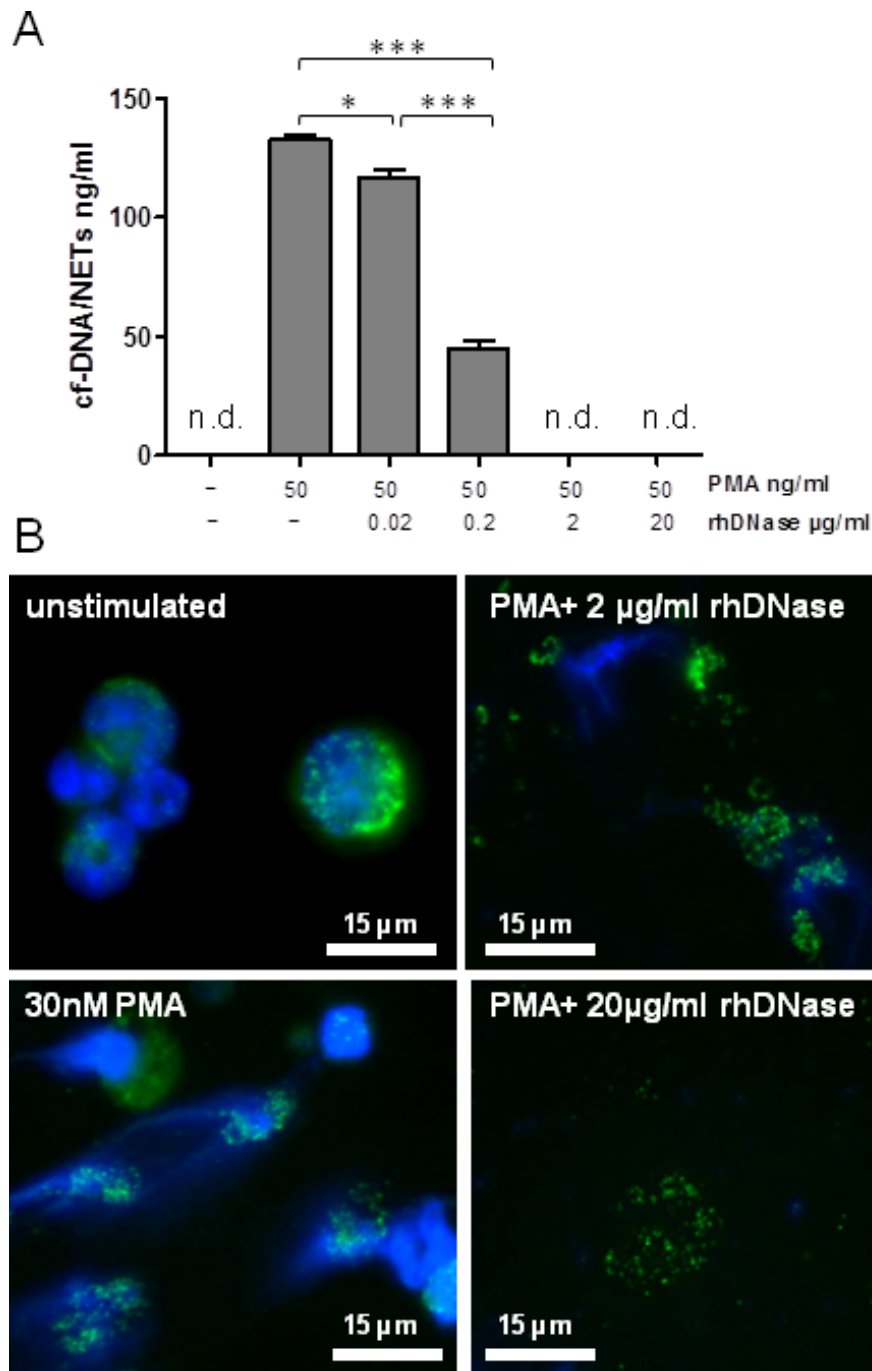 A
***
* ***
150
100
50
0
cf-DNA/NETs ng/ml
n.d. n.d. n.d.
– 50 50 50 50 50 PMA ng/ml
– – 0.02 0.2 2 20 rhDNase µg/ml
B
unstimulated
15 µm
PMA+ 2 µg/ml rhDNase
15 µm
30nM PMA
15 µm
PMA+ 20µg/ml rhDNase
15 µm